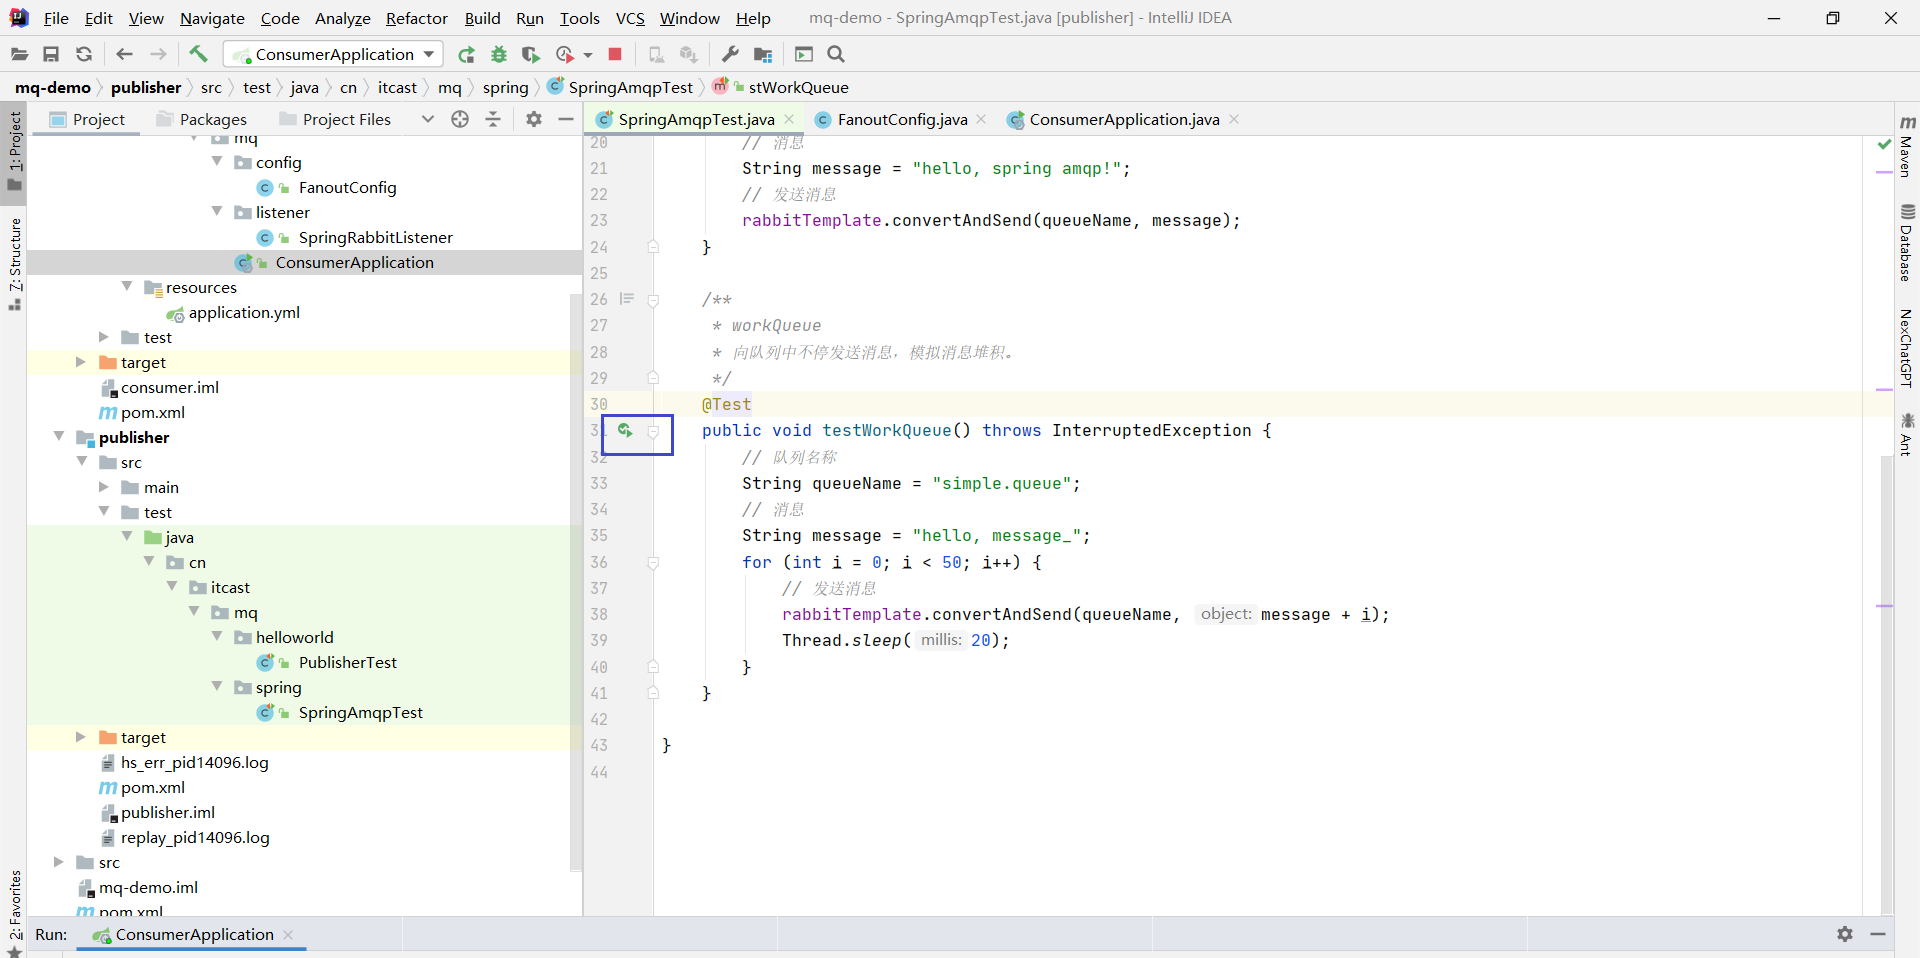 File Edit View Navigate Code Analyze Refactor Build Run Tools VCS Window Help mq-demo - SpringAmqpTest.java [publisher] - IntelliJ IDEA
ConsumerApplication
mq-demo publisher src test java cn itcast mq spring SpringAmqpTest stWorkQueue
1: Project
7: Structure
2: Favorites
Project Packages Project Files
mq
config
FanoutConfig
listener
SpringRabbitListener
ConsumerApplication
resources
application.yml
test
target
consumer.iml
pom.xml
publisher
src
main
test
java
cn
itcast
mq
helloworld
PublisherTest
spring
SpringAmqpTest
target
hs_err_pid14096.log
pom.xml
publisher.iml
replay_pid14096.log
src
mq-demo.iml
pom.xml
SpringAmqpTest.java FanoutConfig.java ConsumerApplication.java
20 // 消息
21 String message = "hello, spring amqp!";
22 // 发送消息
23 rabbitTemplate.convertAndSend(queueName, message);
24 }
25
26 /**
27 * workQueue
28 * 向队列中不停发送消息，模拟消息堆积。
29 */
30 @Test
31 public void testWorkQueue() throws InterruptedException {
32 // 队列名称
33 String queueName = "simple.queue";
34 // 消息
35 String message = "hello, message_";
36 for (int i = 0; i < 50; i++) {
37 // 发送消息
38 rabbitTemplate.convertAndSend(queueName, object: message + i);
39 Thread.sleep( millis: 20);
40 }
41 }
42
43 }
44
Maven
Database
NexChatGPT
Ant
Run: ConsumerApplication